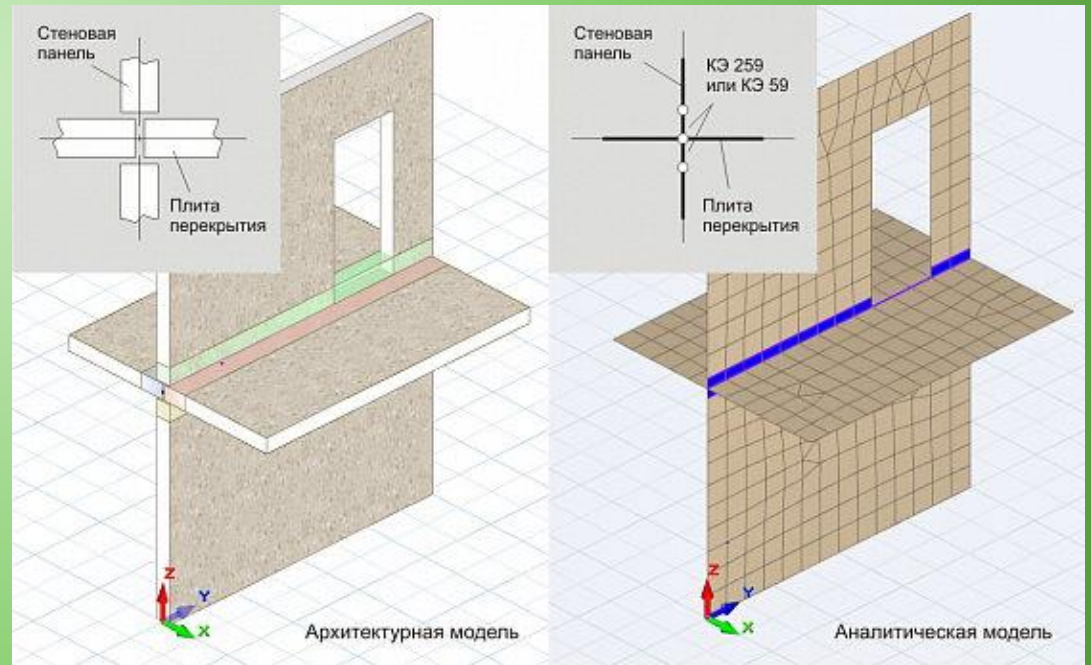 Стеновая
панель
Плита
перекрытия
Z
Y
X
Архитектурная модель
Стеновая
панель
КЭ 259
или КЭ 59
Плита
перекрытия
Z
Y
X
Аналитическая модель